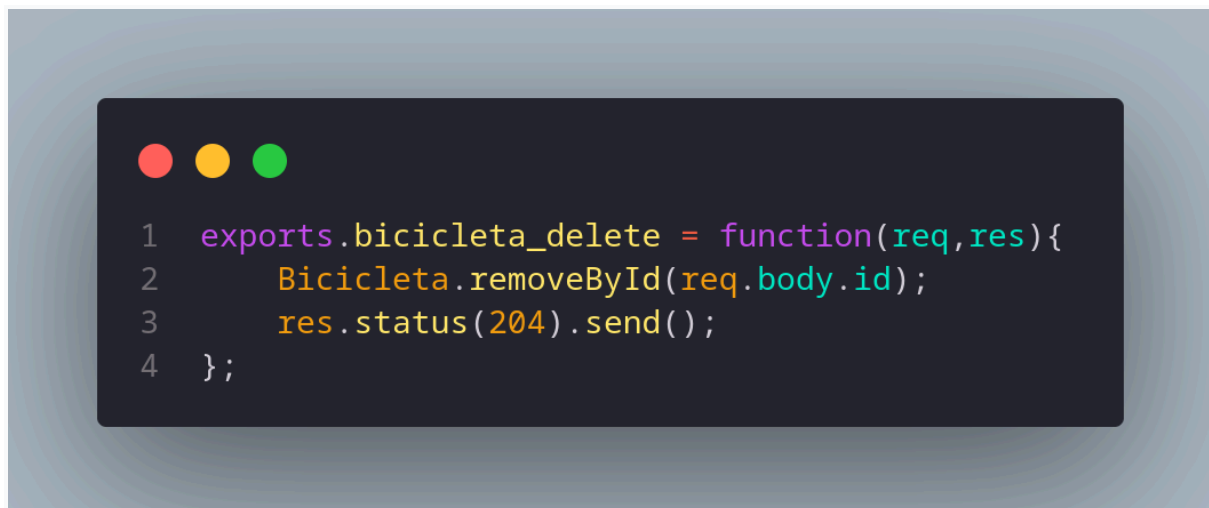 1 exports.bicicleta_delete = function(req,res){
2     Bicicleta.removeById(req.body.id);
3     res.status(204).send();
4 };